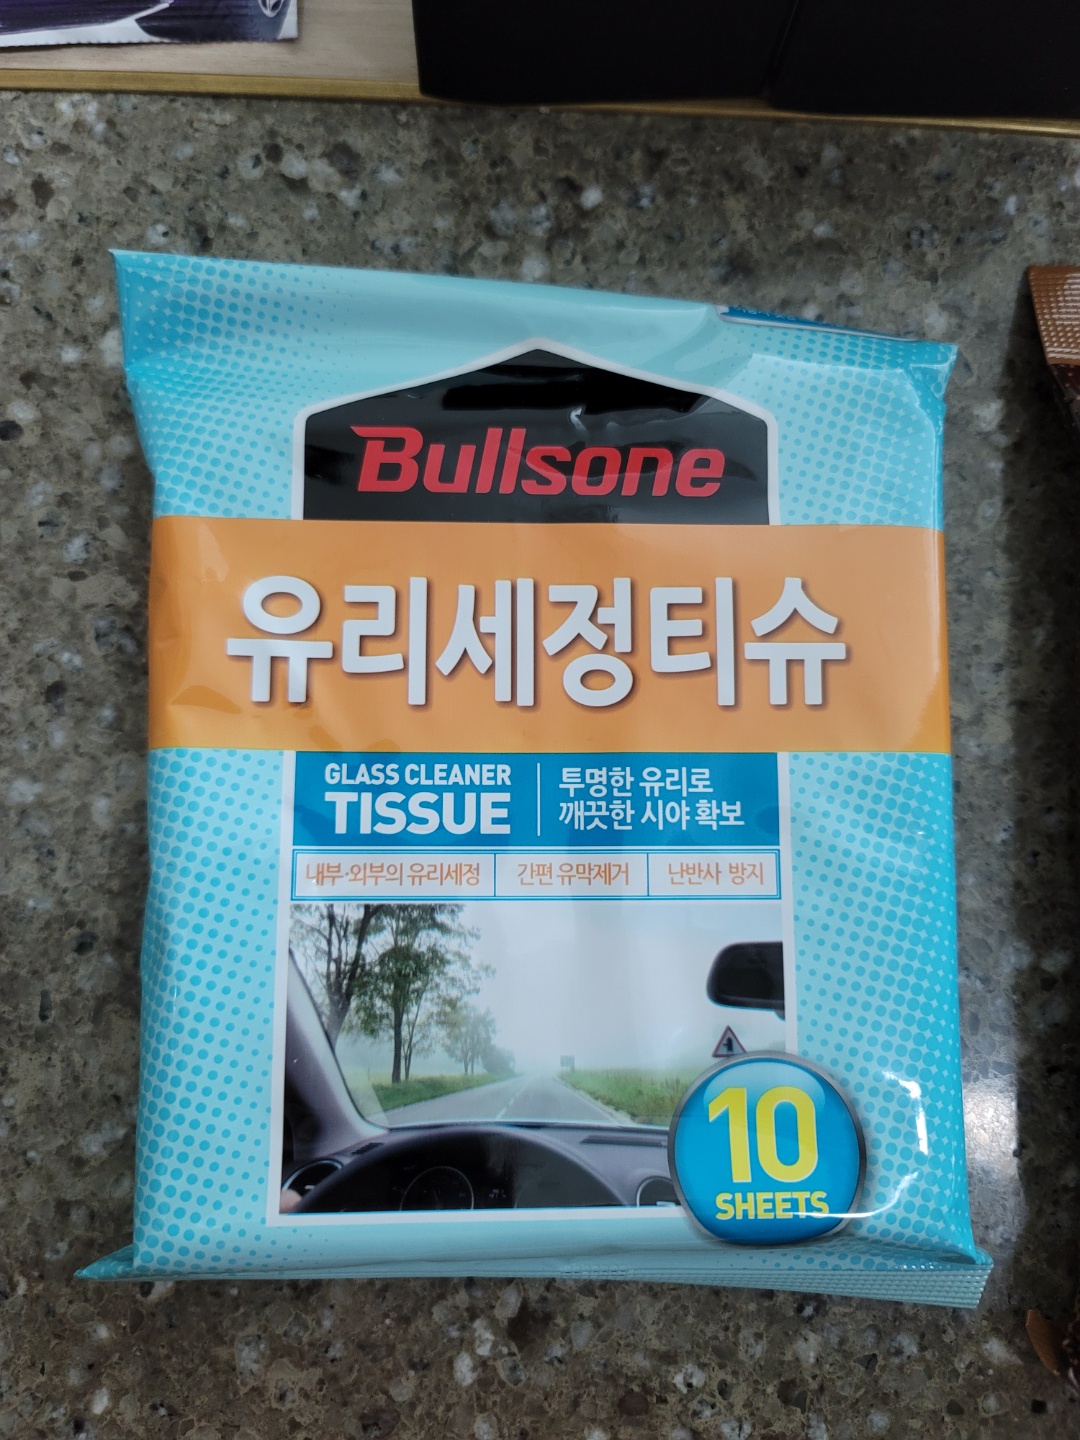 Bullsone
유리세정티슈
GLASS CLEANER
TISSUE
투명한 유리로
깨끗한 시야 확보
내부·외부의 유리세정
간편 유막제거
난반사 방지
10
SHEETS